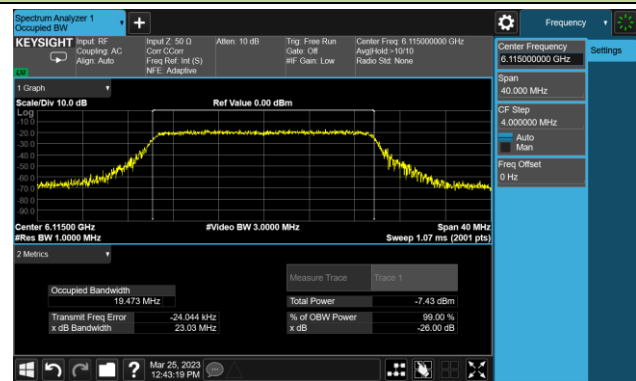 Spectrum Analyzer 1
Occupied BW
Frequency
KEYSIGHT
Input: RF
Coupling: AC
Align: Auto
Input Z: 50 Ω
Corr CCorr
Freq Ref: Int (S)
NFE: Adaptive
Atten: 10 dB
Trig: Free Run
Gate: Off
#IF Gain: Low
Center Freq: 6.115000000 GHz
Avg|Hold:>10/10
Radio Std: None
Center Frequency
6.115000000 GHz
Settings
Span
40.000 MHz
CF Step
4.000000 MHz
Auto
Man
Freq Offset
0 Hz
1 Graph
Scale/Div 10.0 dB
Ref Value 0.00 dBm
Log
-10.0
-20.0
-30.0
-40.0
-50.0
-60.0
-70.0
-80.0
-90.0
Center 6.11500 GHz
#Video BW 3.0000 MHz
Span 40 MHz
#Res BW 1.0000 MHz
Sweep 1.07 ms (2001 pts)
2 Metrics
Measure Trace
Trace 1
Occupied Bandwidth
19.473 MHz
Total Power
-7.43 dBm
Transmit Freq Error
-24.044 kHz
% of OBW Power
99.00 %
x dB Bandwidth
23.03 MHz
x dB
-26.00 dB
?
Mar 25, 2023
12:43:19 PM